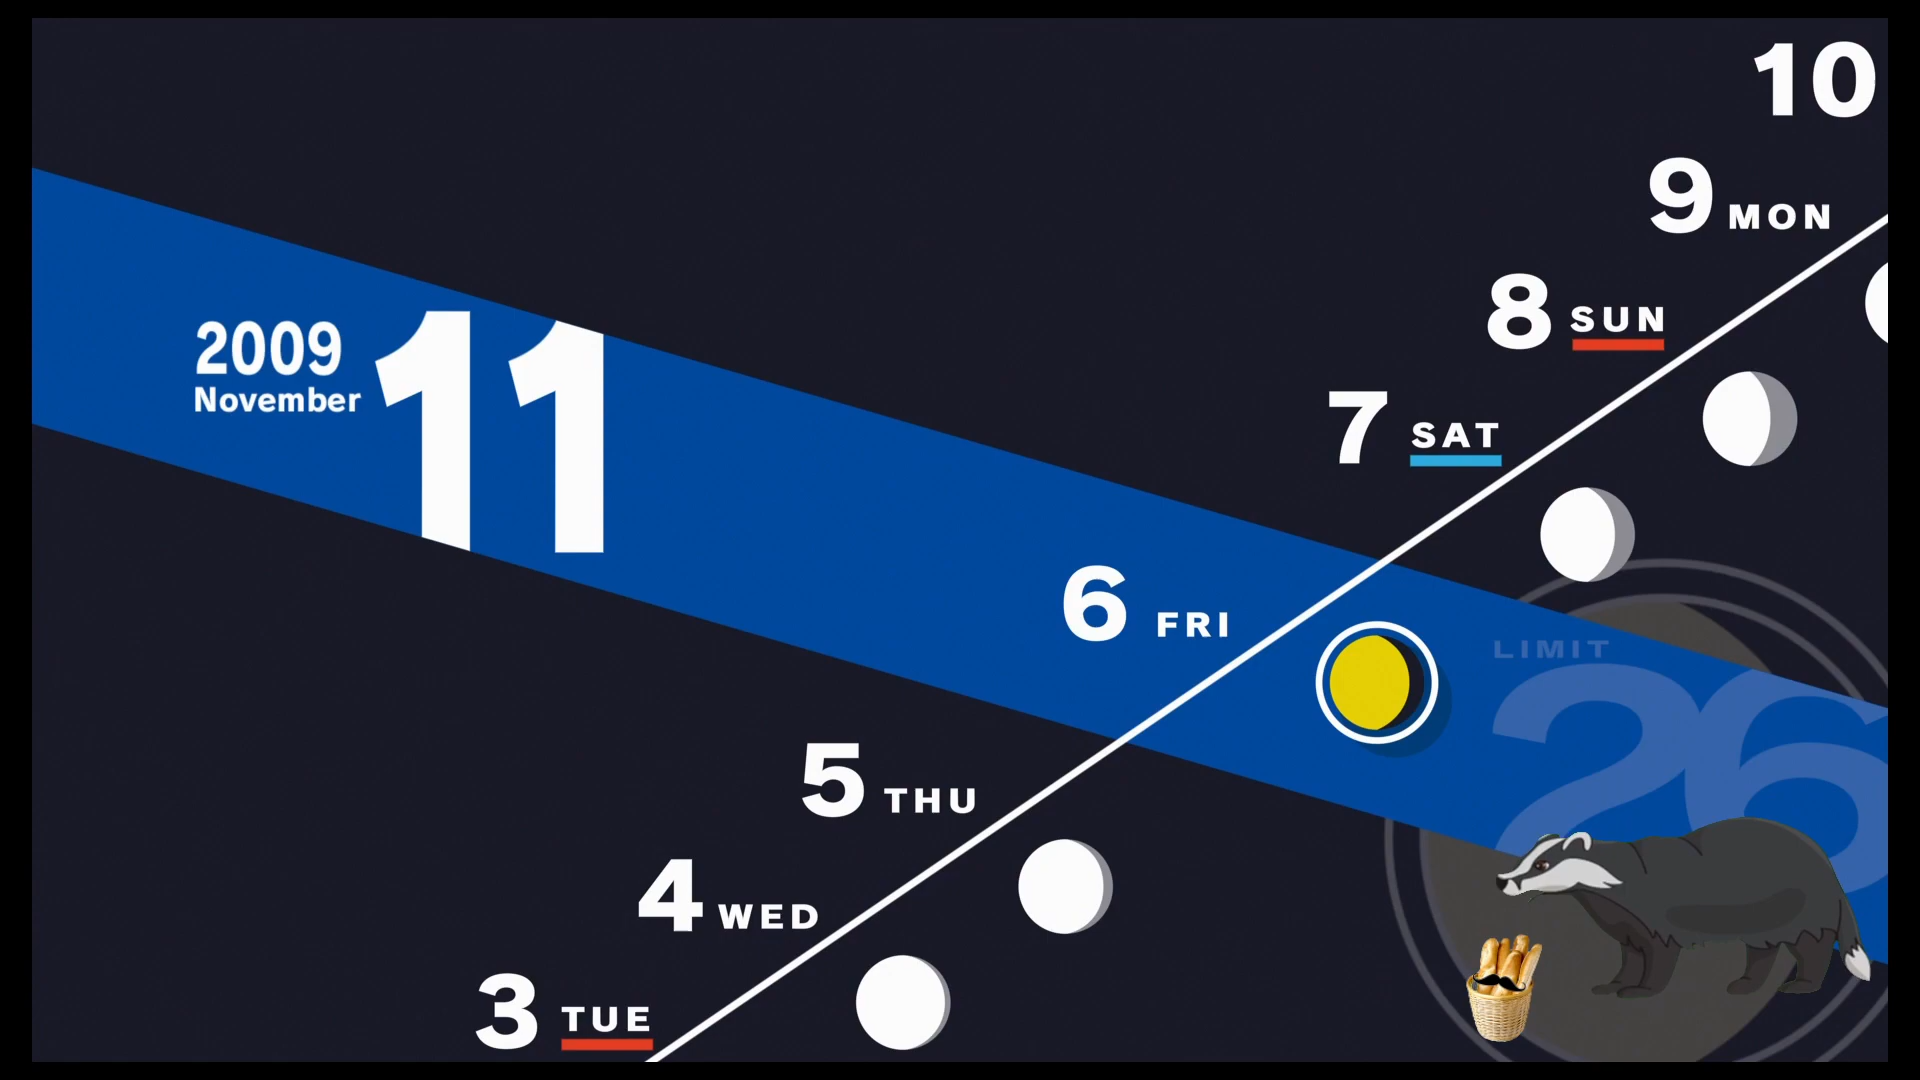 10
9 MON
8 SUN
7 SAT
2009
November
11
6 FRI
LIMIT
26
5 THU
4 WED
3 TUE